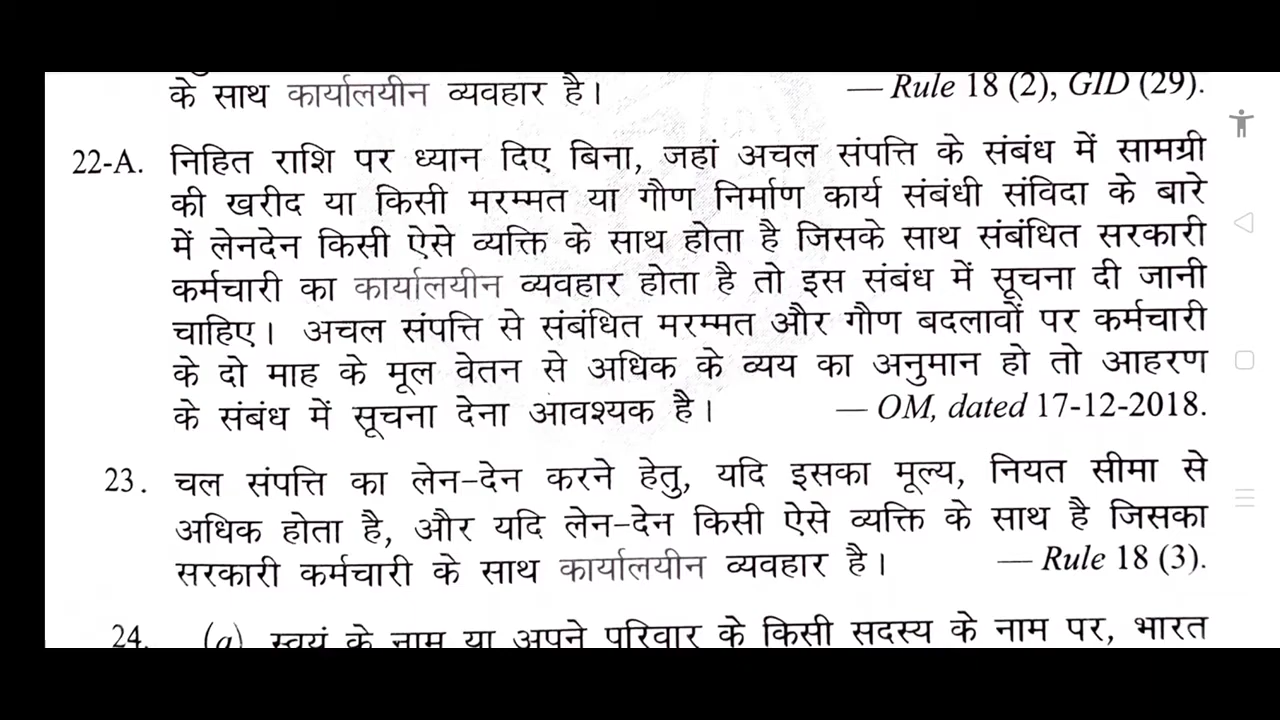 के साथ कार्यालयीन व्यवहार है। — Rule 18 (2), GID (29).
22-A. निहित राशि पर ध्यान दिए बिना, जहां अचल संपत्ति के संबंध में सामग्री
की खरीद या किसी मरम्मत या गौण निर्माण कार्य संबंधी संविदा के बारे
में लेनदेन किसी ऐसे व्यक्ति के साथ होता है जिसके साथ संबंधित सरकारी
कर्मचारी का कार्यालयीन व्यवहार होता है तो इस संबंध में सूचना दी जानी
चाहिए। अचल संपत्ति से संबंधित मरम्मत और गौण बदलावों पर कर्मचारी
के दो माह के मूल वेतन से अधिक के व्यय का अनुमान हो तो आहरण
के संबंध में सूचना देना आवश्यक है। — OM, dated 17-12-2018.
23. चल संपत्ति का लेन-देन करने हेतु, यदि इसका मूल्य, नियत सीमा से
अधिक होता है, और यदि लेन-देन किसी ऐसे व्यक्ति के साथ है जिसका
सरकारी कर्मचारी के साथ कार्यालयीन व्यवहार है। — Rule 18 (3).
24. (a) स्वयं के नाम या अपने परिवार के किसी सदस्य के नाम पर, भारत